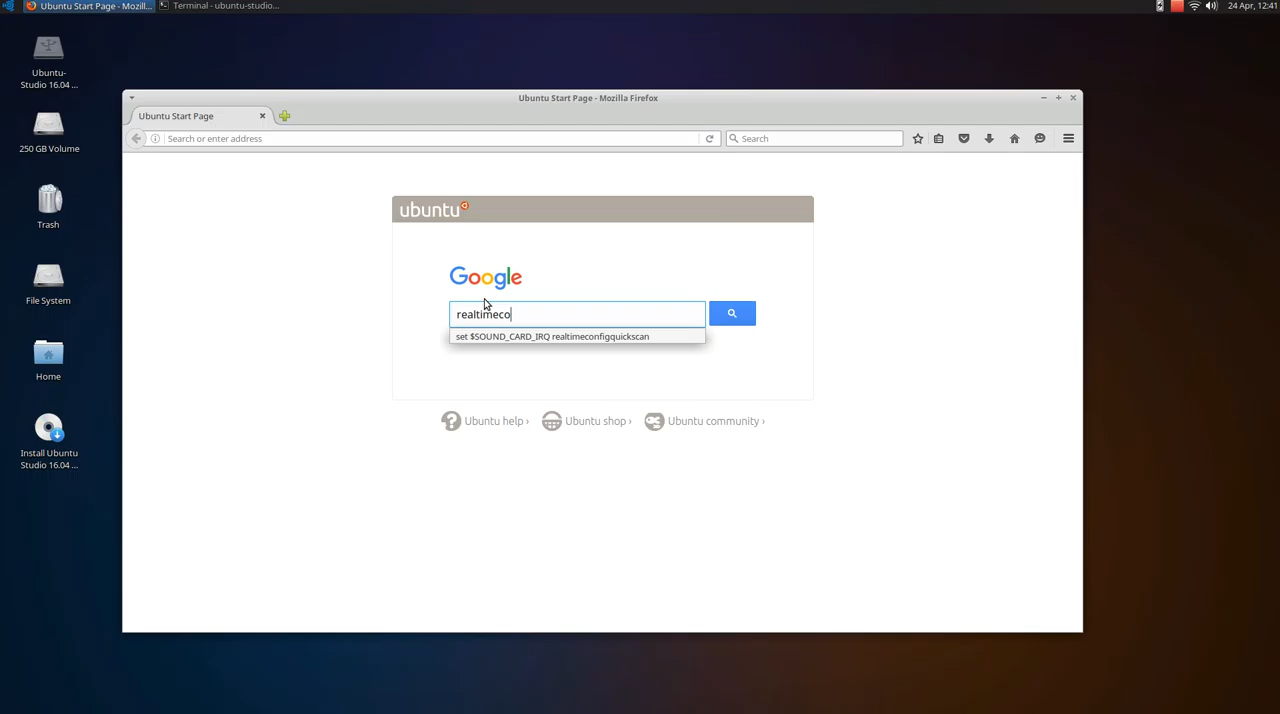 Ubuntu Start Page - Mozill...
Terminal - ubuntu-studio...
24 Apr, 12:41
Ubuntu-
Studio 16.04 ...
250 GB Volume
Trash
File System
Home
Install Ubuntu
Studio 16.04 ...
Ubuntu Start Page - Mozilla Firefox
Ubuntu Start Page
Search or enter address
Search
ubuntu
Google
realtimeco
set $SOUND_CARD_IRQ realtimeconfigquickscan
Ubuntu help ›
Ubuntu shop ›
Ubuntu community ›